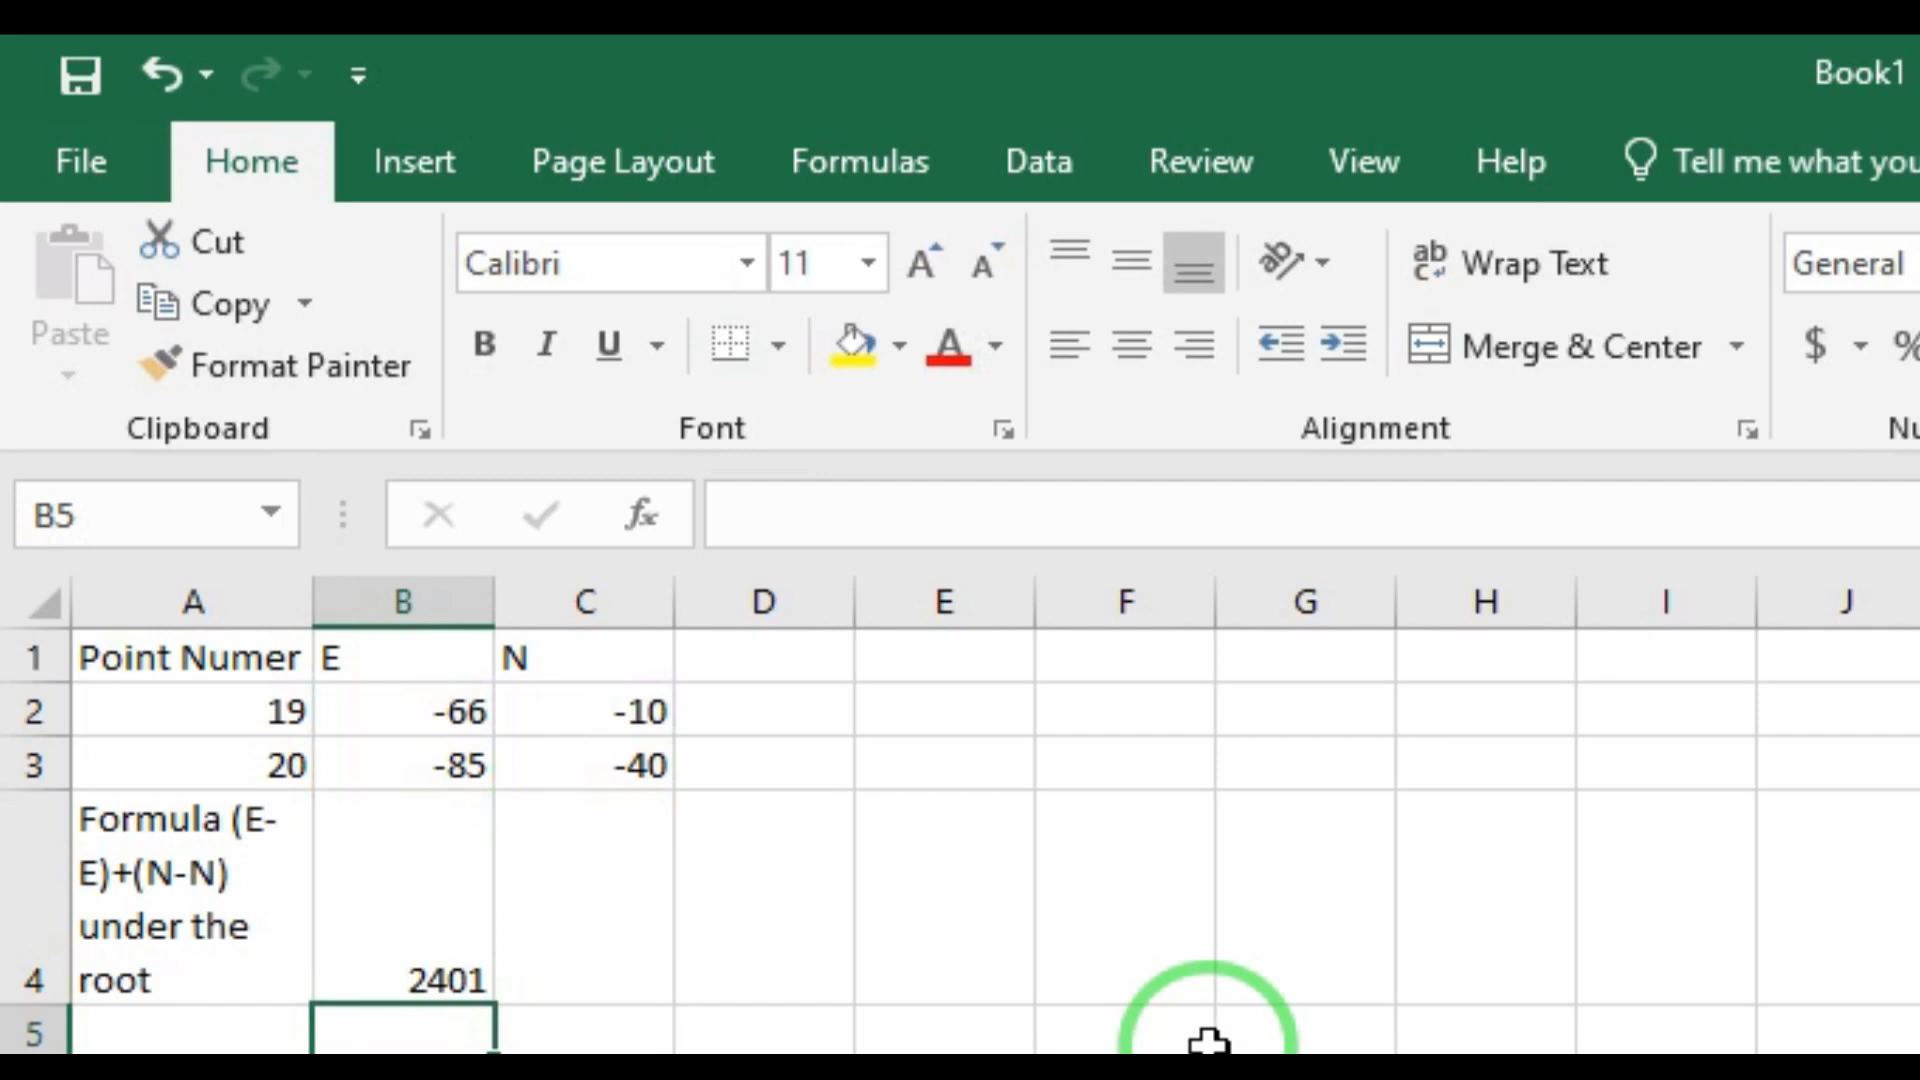 Book1
File Home Insert Page Layout Formulas Data Review View Help Tell me what you
Paste
Cut
Copy
Format Painter
Clipboard
Calibri 11
B I U
Font
Wrap Text
Merge & Center
Alignment
General
$ %
Nu
B5 fx
A B C D E F G H I J
1 Point Numer E N
2 19 -66 -10
3 20 -85 -40
Formula (E-
E)+(N-N)
under the
4 root 2401
5